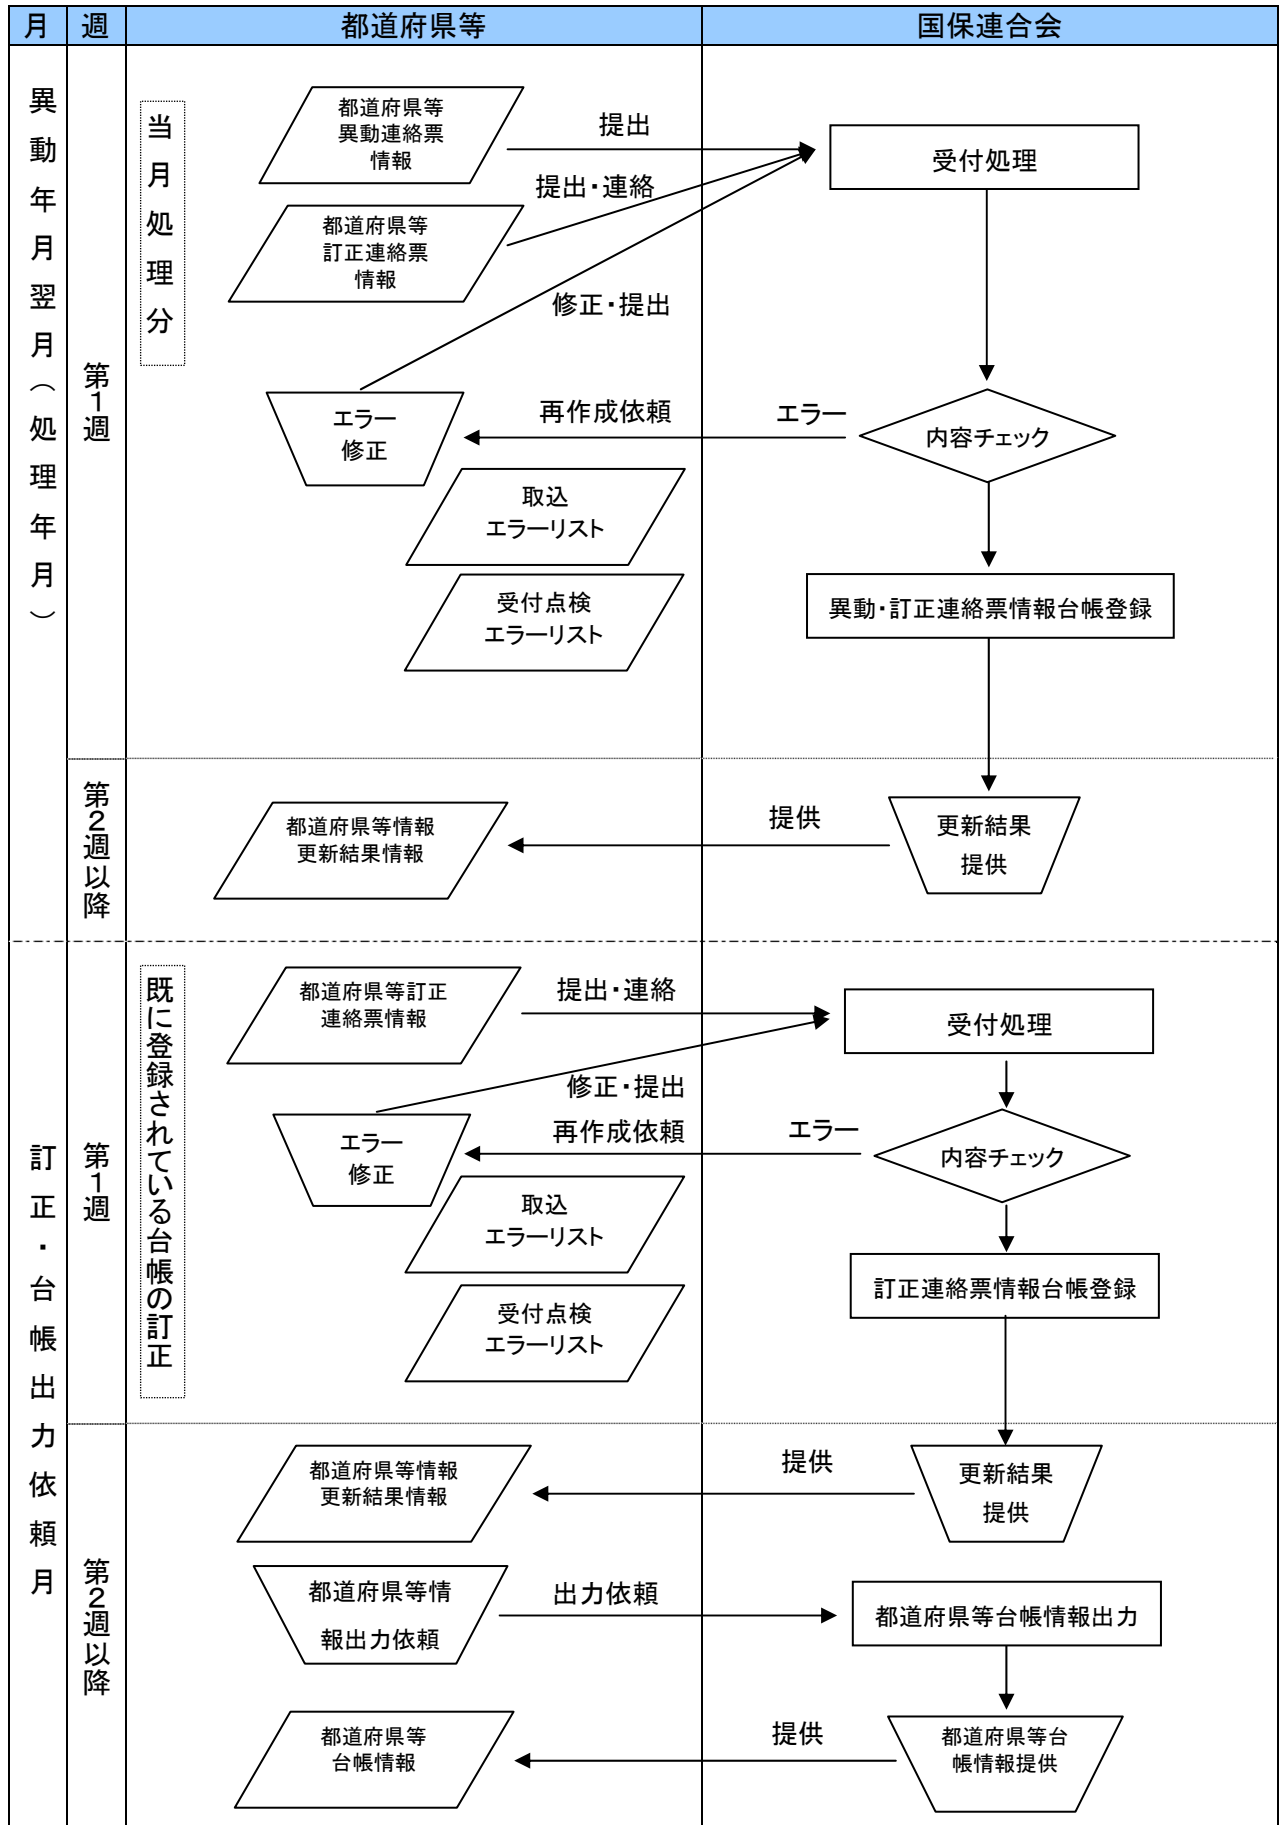 月 週 都道府県等 国保連合会
異動年月翌月（処理年月）
第1週
当月処理分
都道府県等
異動連絡票
情報
提出
受付処理
提出・連絡
都道府県等
訂正連絡票
情報
修正・提出
エラー
修正
再作成依頼
エラー
内容チェック
取込
エラーリスト
受付点検
エラーリスト
異動・訂正連絡票情報台帳登録
第2週以降
都道府県等情報
更新結果情報
提供
更新結果
提供
訂正・台帳出力依頼月
第1週
既に登録されている台帳の訂正
都道府県等訂正
連絡票情報
提出・連絡
受付処理
修正・提出
エラー
修正
再作成依頼
エラー
内容チェック
取込
エラーリスト
受付点検
エラーリスト
訂正連絡票情報台帳登録
第2週以降
都道府県等情報
更新結果情報
提供
更新結果
提供
都道府県等情
報出力依頼
出力依頼
都道府県等台帳情報出力
都道府県等
台帳情報
提供
都道府県等台
帳情報提供